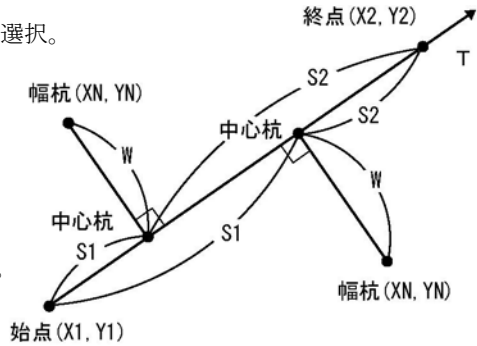 選択。
終点(X2, Y2)
T
S2
幅杭(XN, YN)
中心杭
S2
W
W
中心杭
S1
S1
幅杭(XN, YN)
始点(X1, Y1)